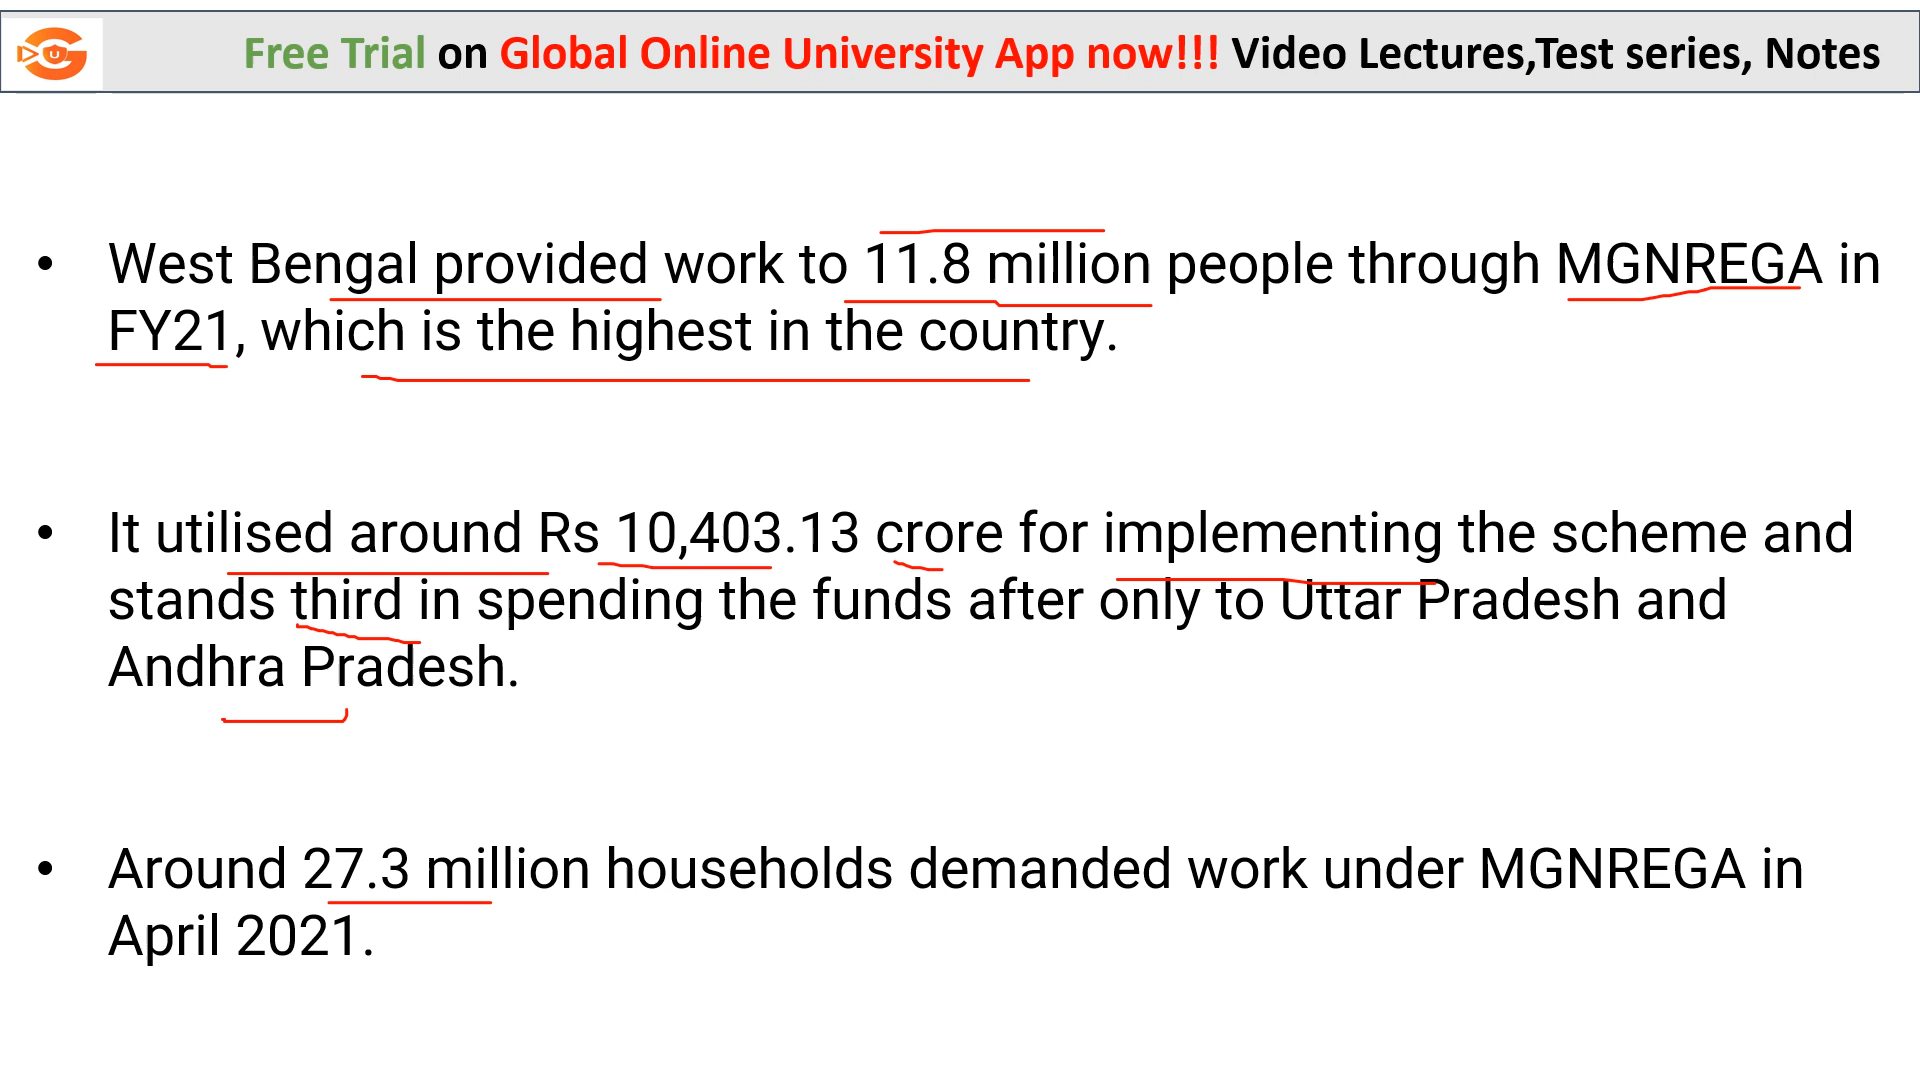 Free Trial on Global Online University App now!!! Video Lectures,Test series, Notes
• West Bengal provided work to 11.8 million people through MGNREGA in
FY21, which is the highest in the country.
• It utilised around Rs 10,403.13 crore for implementing the scheme and
stands third in spending the funds after only to Uttar Pradesh and
Andhra Pradesh.
• Around 27.3 million households demanded work under MGNREGA in
April 2021.